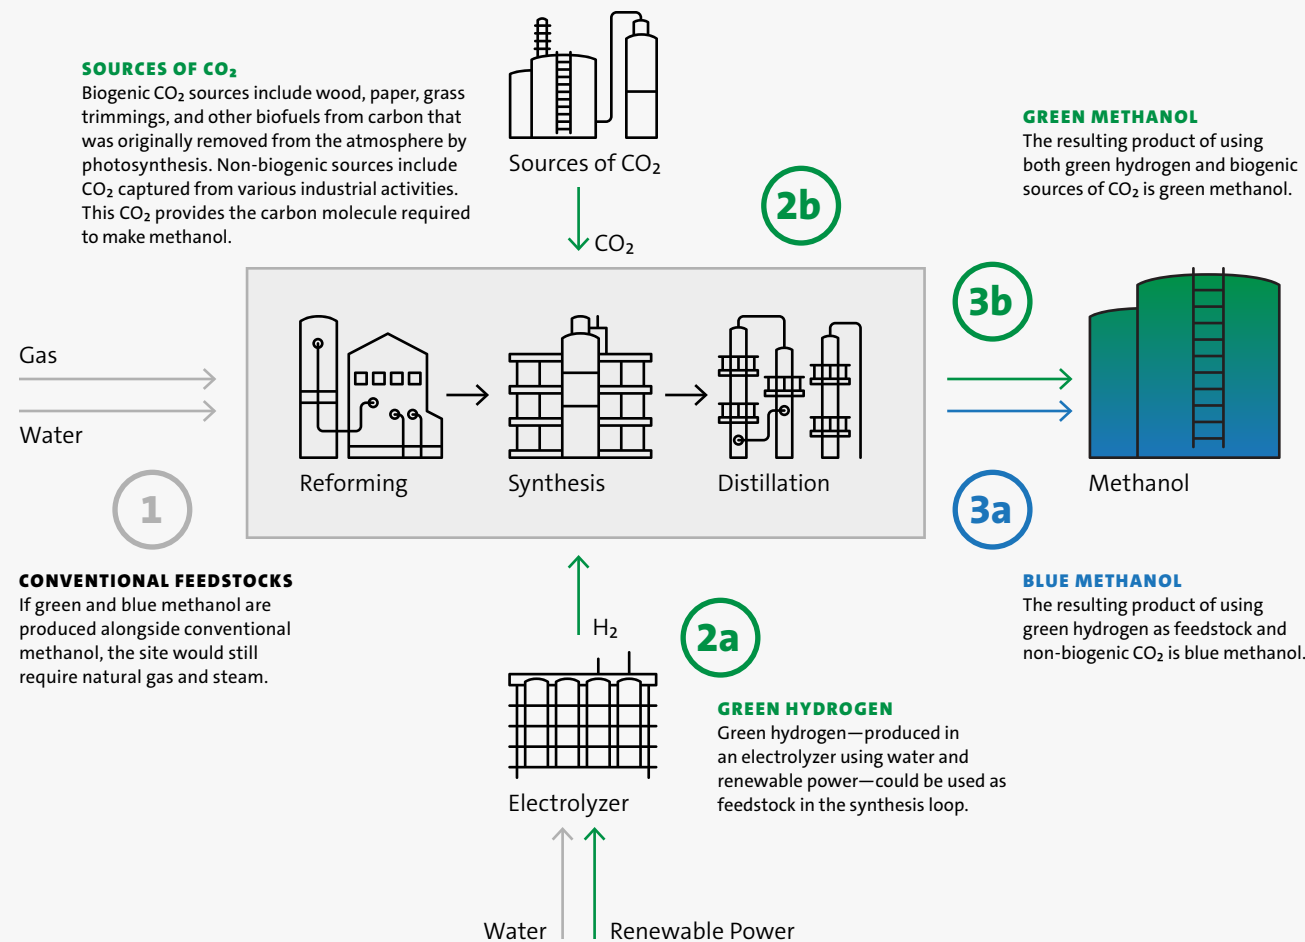 SOURCES OF CO₂
Biogenic CO₂ sources include wood, paper, grass
trimmings, and other biofuels from carbon that
was originally removed from the atmosphere by
photosynthesis. Non-biogenic sources include
CO₂ captured from various industrial activities.
This CO₂ provides the carbon molecule required
to make methanol.
Sources of CO₂
CO₂
2b
GREEN METHANOL
The resulting product of using
both green hydrogen and biogenic
sources of CO₂ is green methanol.
3b
Gas
Water
Reforming
Synthesis
Distillation
Methanol
1
3a
CONVENTIONAL FEEDSTOCKS
If green and blue methanol are
produced alongside conventional
methanol, the site would still
require natural gas and steam.
BLUE METHANOL
The resulting product of using
green hydrogen as feedstock and
non-biogenic CO₂ is blue methanol.
H₂
2a
GREEN HYDROGEN
Green hydrogen—produced in
an electrolyzer using water and
renewable power—could be used as
feedstock in the synthesis loop.
Electrolyzer
Water
Renewable Power